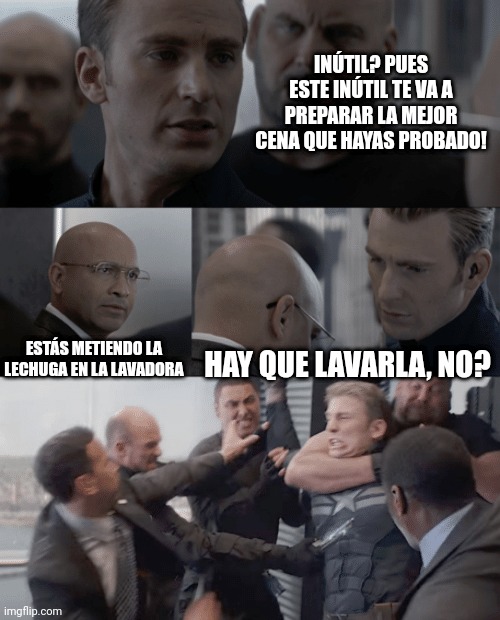 INÚTIL? PUES
ESTE INÚTIL TE VA A
PREPARAR LA MEJOR
CENA QUE HAYAS PROBADO!
ESTÁS METIENDO LA
LECHUGA EN LA LAVADORA
HAY QUE LAVARLA, NO?
imgflip.com